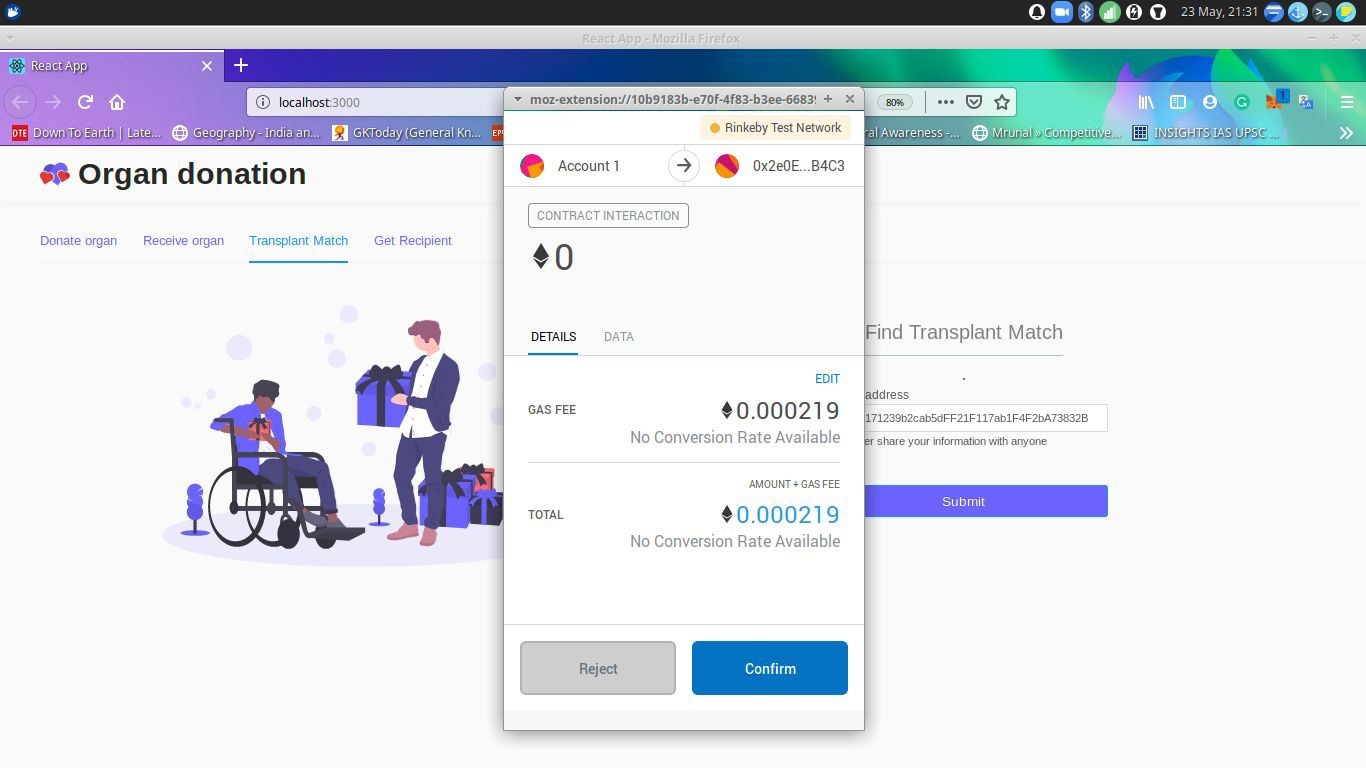 23 May, 21:31
React App - Mozilla Firefox
React App
localhost:3000
80%
Down To Earth | Late...
Geography - India an...
GKToday (General Kn...
ral Awareness -...
Mrunal » Competitive...
INSIGHTS IAS UPSC ...
moz-extension://10b9183b-e70f-4f83-b3ee-6683
Rinkeby Test Network
Account 1
0x2e0E...B4C3
CONTRACT INTERACTION
0
DETAILS
DATA
EDIT
GAS FEE
0.000219
No Conversion Rate Available
AMOUNT + GAS FEE
TOTAL
0.000219
No Conversion Rate Available
Reject
Confirm
Organ donation
Donate organ
Receive organ
Transplant Match
Get Recipient
Find Transplant Match
address
171239b2cab5dFF21F117ab1F4F2bA73832B
er share your information with anyone
Submit